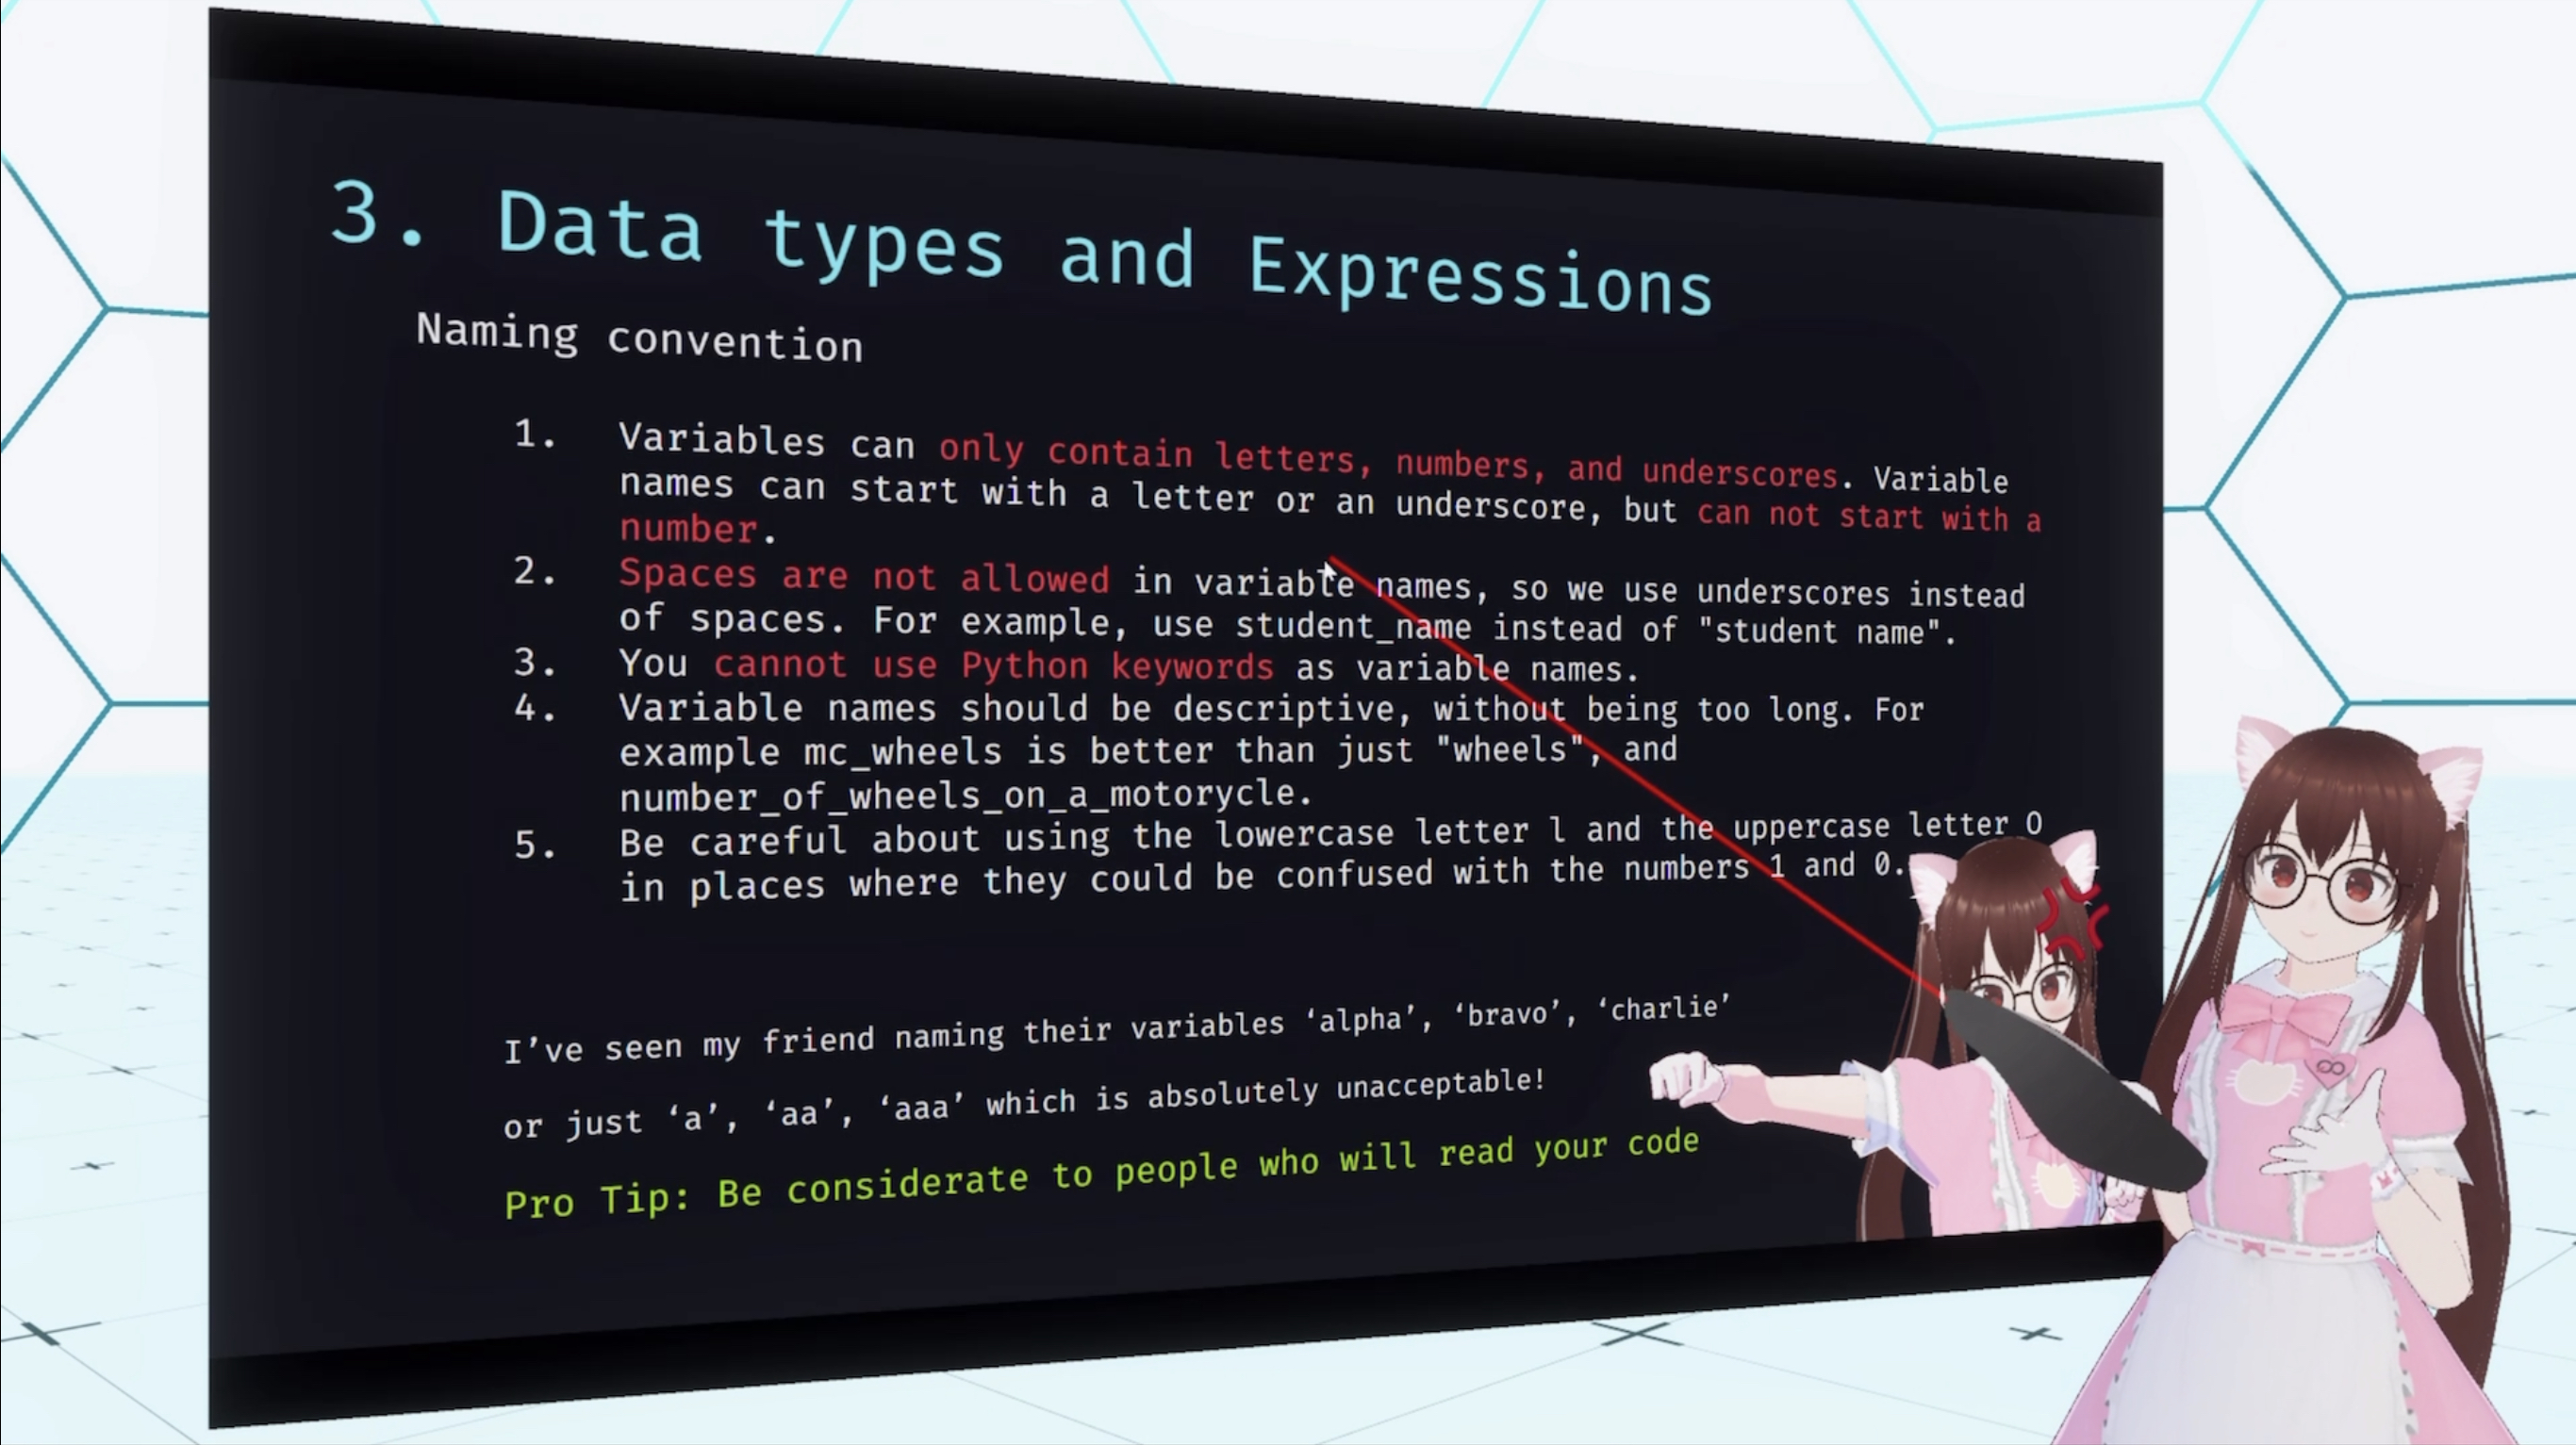 3. Data types and Expressions
Naming convention
1. Variables can only contain letters, numbers, and underscores. Variable
names can start with a letter or an underscore, but can not start with a
number.
2. Spaces are not allowed in variable names, so we use underscores instead
of spaces. For example, use student_name instead of "student name".
3. You cannot use Python keywords as variable names.
4. Variable names should be descriptive, without being too long. For
example mc_wheels is better than just "wheels", and
number_of_wheels_on_a_motorycle.
5. Be careful about using the lowercase letter l and the uppercase letter O
in places where they could be confused with the numbers 1 and 0.
I’ve seen my friend naming their variables ‘alpha’, ‘bravo’, ‘charlie’
or just ‘a’, ‘aa’, ‘aaa’ which is absolutely unacceptable!
Pro Tip: Be considerate to people who will read your code